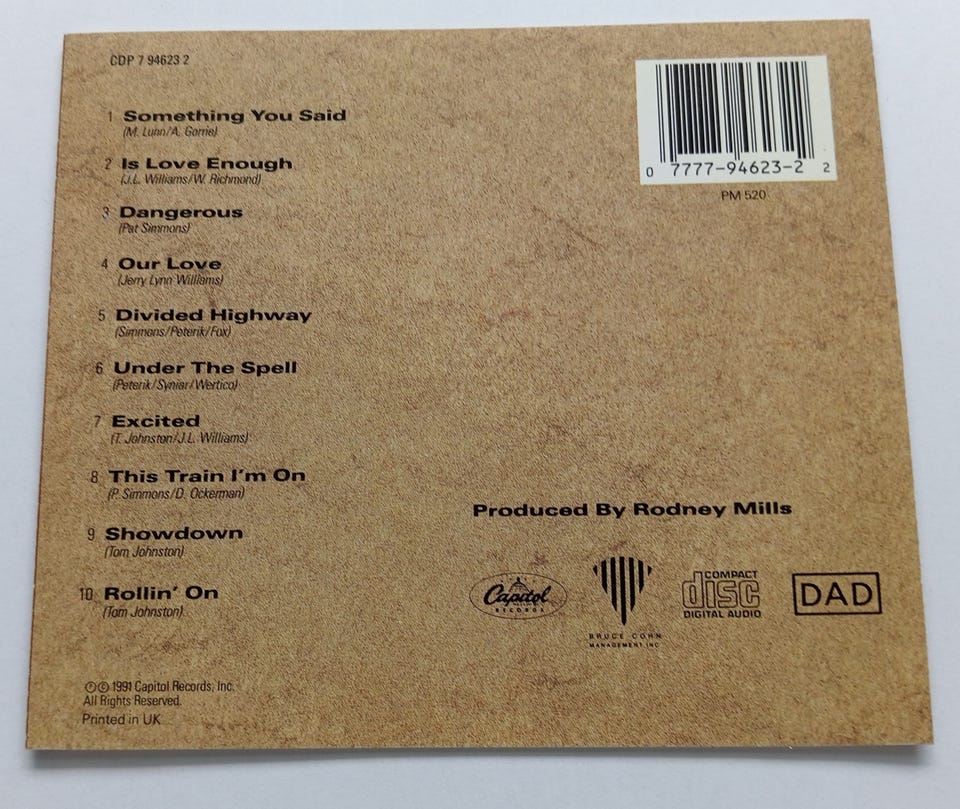 CDP 7 94623 2
1 Something You Said
(M. Lunn/A. Gorrie)
2 Is Love Enough
(J.L. Williams/W. Richmond)
3 Dangerous
(Pat Simmons)
4 Our Love
(Jerry Lynn Williams)
5 Divided Highway
(Simmons/Peterik/Fox)
6 Under The Spell
(Peterik/Syniar/Wertico)
7 Excited
(T. Johnston/J.L. Williams)
8 This Train I'm On
(P. Simmons/D. Ockerman)
9 Showdown
(Tom Johnston)
10 Rollin' On
(Tom Johnston)
Ⓟ© 1991 Capitol Records, Inc.
All Rights Reserved.
Printed in UK
0 7777-94623-2 2
PM 520
Produced By Rodney Mills
Capitol
RECORDS
BRUCE COHN
MANAGEMENT INC
COMPACT
disc
DIGITAL AUDIO
DAD